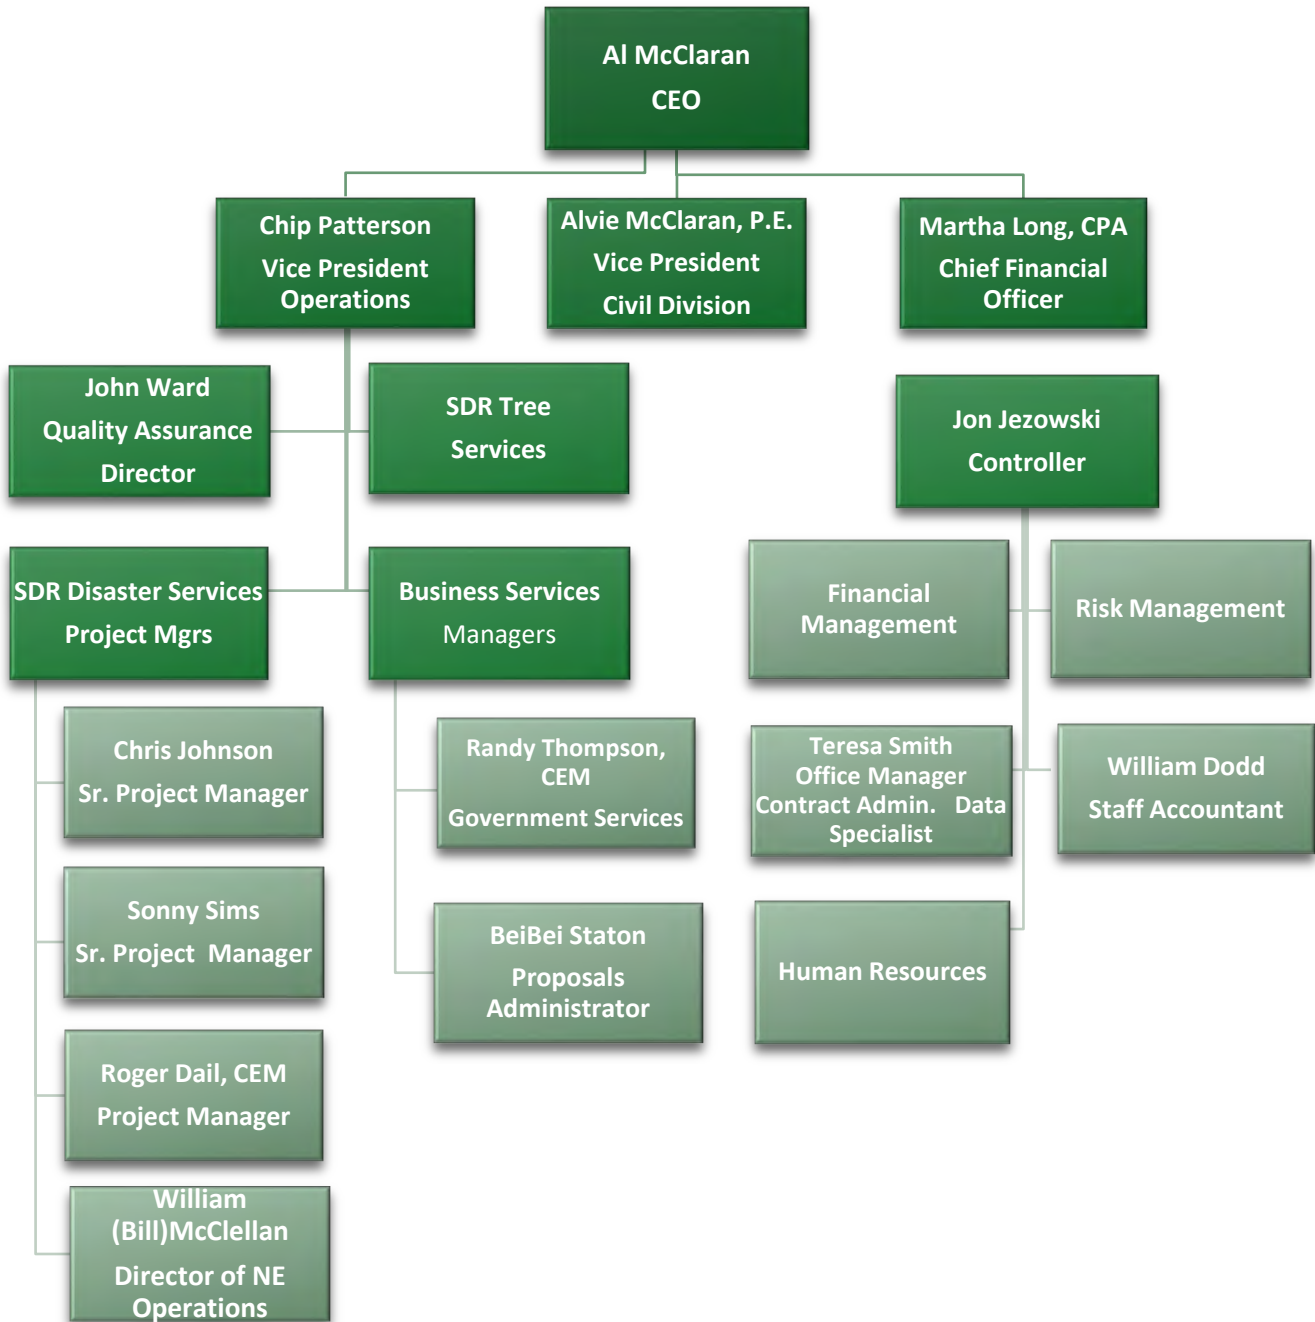 Al McClaran
CEO
Chip Patterson
Vice President
Operations
Alvie McClaran, P.E.
Vice President
Civil Division
Martha Long, CPA
Chief Financial
Officer
John Ward
Quality Assurance
Director
SDR Tree
Services
Jon Jezowski
Controller
SDR Disaster Services
Project Mgrs
Business Services
Managers
Financial
Management
Risk Management
Chris Johnson
Sr. Project Manager
Randy Thompson,
CEM
Government Services
Teresa Smith
Office Manager
Contract Admin.   Data
Specialist
William Dodd
Staff Accountant
Sonny Sims
Sr. Project  Manager
BeiBei Staton
Proposals
Administrator
Human Resources
Roger Dail, CEM
Project Manager
William
(Bill)McClellan
Director of NE
Operations